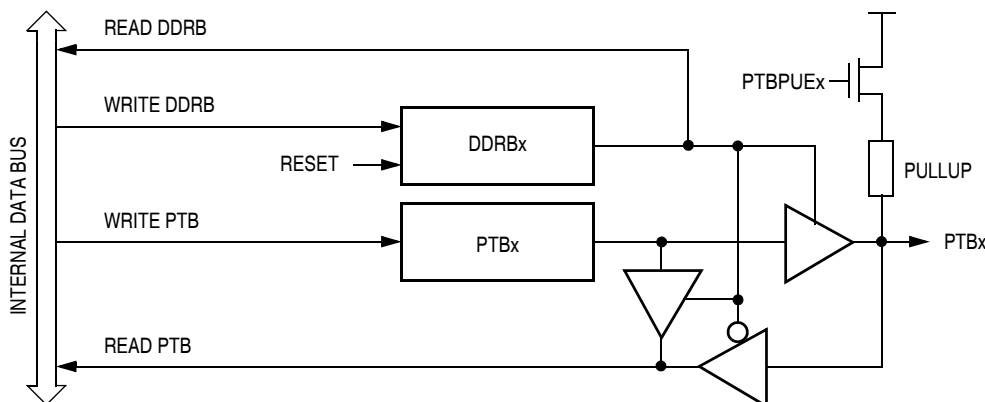 READ DDRB
PTBPUEx
WRITE DDRB
DDRBx
RESET
PULLUP
INTERNAL DATA BUS
WRITE PTB
PTBx
PTBx
READ PTB